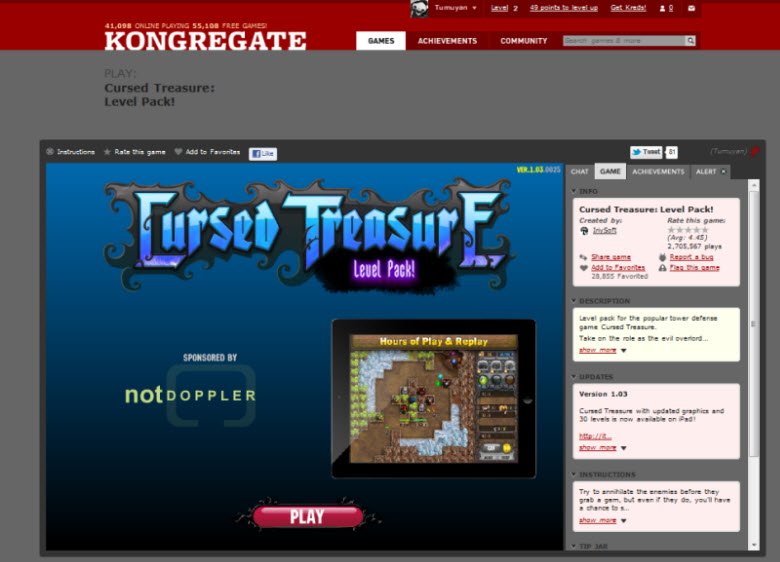 Tumuyan ▼ Level 2 49 points to level up Get Kreds! 0
41,098 ONLINE PLAYING 55,108 FREE GAMES!
KONGREGATE
GAMES ACHIEVEMENTS COMMUNITY Search games & more
PLAY:
Cursed Treasure:
Level Pack!
Instructions Rate this game Add to Favorites Like Tweet 81 (Tumuyan)
VER.1.03.0025
CHAT GAME ACHIEVEMENTS ALERT
Cursed Treasure
Level Pack!
SPONSORED BY
notDOPPLER
Hours of Play & Replay
PLAY
INFO
Cursed Treasure: Level Pack!
Created by: Rate this game:
IriySoft
(Avg: 4.45)
2,705,567 plays
Share game Report a bug
Add to Favorites Flag this game
28,855 Favorited
DESCRIPTION
Level pack for the popular tower defense
game Cursed Treasure.
Take on the role as the evil overlord...
show more ▼
UPDATES
Version 1.03
Cursed Treasure with updated graphics and
30 levels is now available on iPad!
http://it...
show more ▼
INSTRUCTIONS
Try to annihilate the enemies before they
grab a gem, but even if they do, you'll have
a chance to s...
show more ▼
TIP JAR